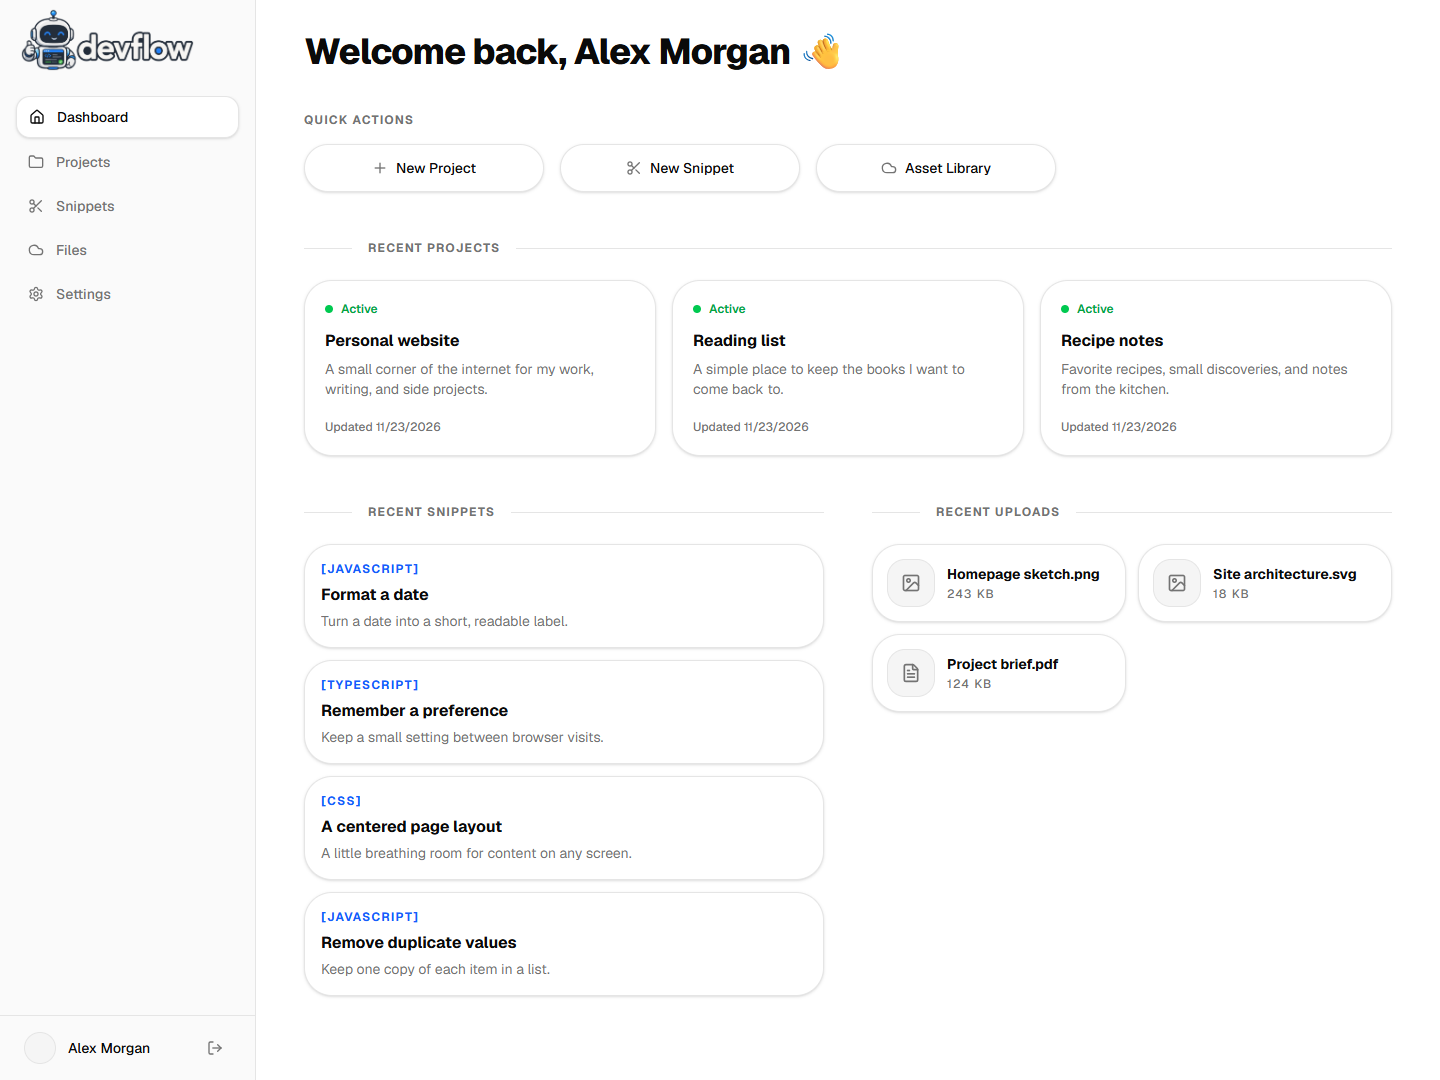 devflow
Dashboard
Projects
Snippets
Files
Settings
Alex Morgan
Welcome back, Alex Morgan 👋
QUICK ACTIONS
New Project
New Snippet
Asset Library
RECENT PROJECTS
Active
Personal website
A small corner of the internet for my work,
writing, and side projects.
Updated 11/23/2026
Active
Reading list
A simple place to keep the books I want to
come back to.
Updated 11/23/2026
Active
Recipe notes
Favorite recipes, small discoveries, and notes
from the kitchen.
Updated 11/23/2026
RECENT SNIPPETS
[JAVASCRIPT]
Format a date
Turn a date into a short, readable label.
[TYPESCRIPT]
Remember a preference
Keep a small setting between browser visits.
[CSS]
A centered page layout
A little breathing room for content on any screen.
[JAVASCRIPT]
Remove duplicate values
Keep one copy of each item in a list.
RECENT UPLOADS
Homepage sketch.png
243 KB
Site architecture.svg
18 KB
Project brief.pdf
124 KB